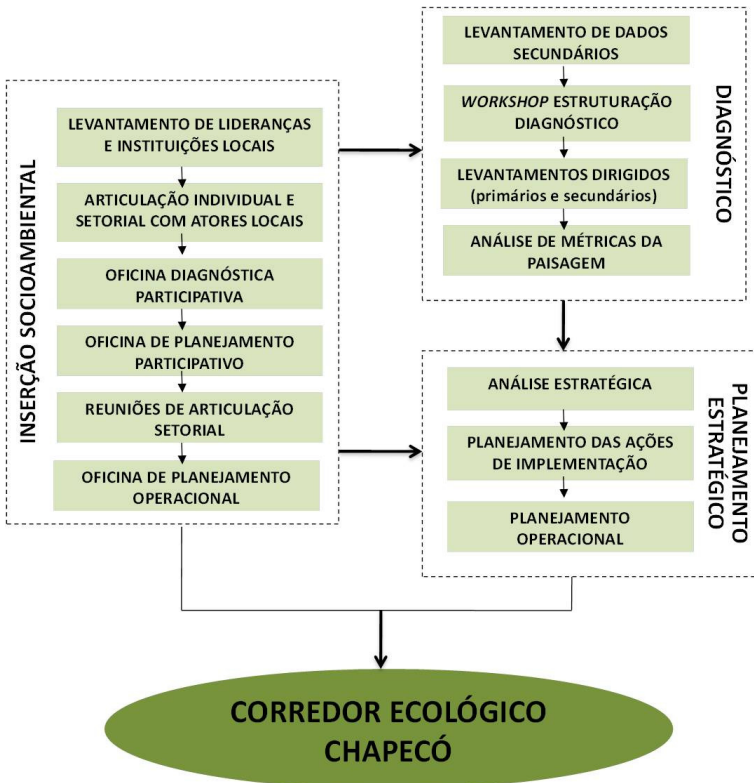 INSERÇÃO SOCIOAMBIENTAL
LEVANTAMENTO DE LIDERANÇAS
E INSTITUIÇÕES LOCAIS
ARTICULAÇÃO INDIVIDUAL E
SETORIAL COM ATORES LOCAIS
OFICINA DIAGNÓSTICA
PARTICIPATIVA
OFICINA DE PLANEJAMENTO
PARTICIPATIVO
REUNIÕES DE ARTICULAÇÃO
SETORIAL
OFICINA DE PLANEJAMENTO
OPERACIONAL
DIAGNÓSTICO
LEVANTAMENTO DE DADOS
SECUNDÁRIOS
WORKSHOP ESTRUTURAÇÃO
DIAGNÓSTICO
LEVANTAMENTOS DIRIGIDOS
(primários e secundários)
ANÁLISE DE MÉTRICAS DA
PAISAGEM
PLANEJAMENTO
ESTRATÉGICO
ANÁLISE ESTRATÉGICA
PLANEJAMENTO DAS AÇÕES
DE IMPLEMENTAÇÃO
PLANEJAMENTO
OPERACIONAL
CORREDOR ECOLÓGICO
CHAPECÓ